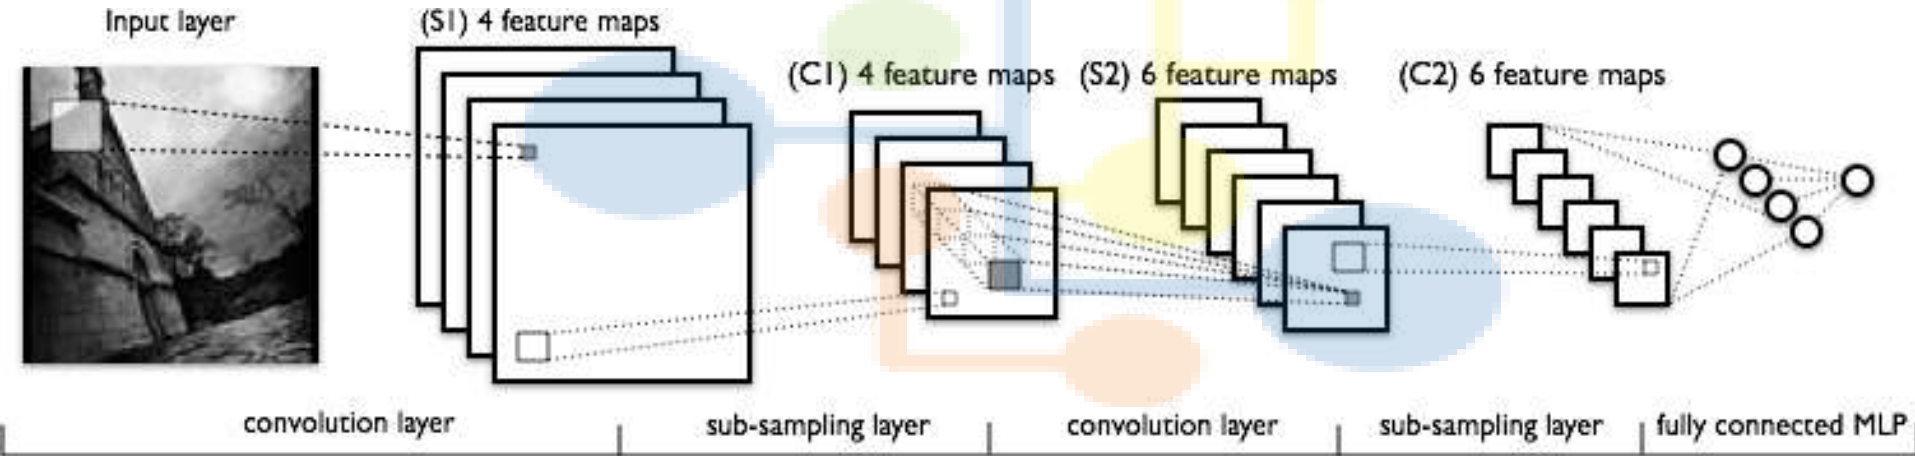 Input layer
(S1) 4 feature maps
(C1) 4 feature maps
(S2) 6 feature maps
(C2) 6 feature maps
convolution layer
sub-sampling layer
convolution layer
sub-sampling layer
fully connected MLP